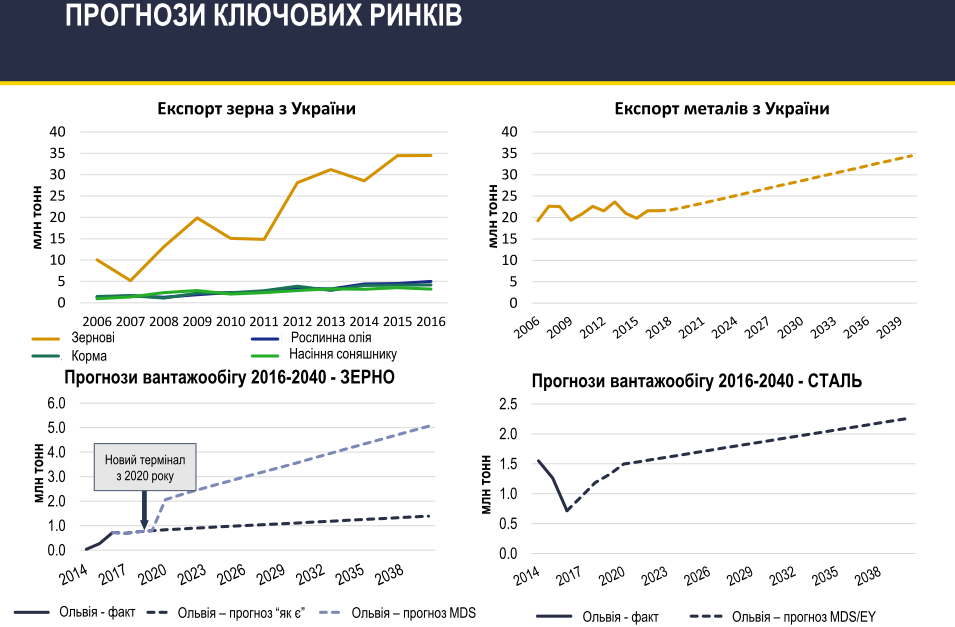 ПРОГНОЗИ КЛЮЧОВИХ РИНКІВ
Експорт зерна з України
млн тонн
40
35
30
25
20
15
10
5
0
2006 2007 2008 2009 2010 2011 2012 2013 2014 2015 2016
Зернові
Рослинна олія
Корма
Насіння соняшнику
Експорт металів з України
млн тонн
40
35
30
25
20
15
10
5
0
2006 2009 2012 2015 2018 2021 2024 2027 2030 2033 2036 2039
Прогнози вантажообігу 2016-2040 - ЗЕРНО
млн тонн
6.0
5.0
4.0
3.0
2.0
1.0
0.0
Новий термінал
з 2020 року
2014 2017 2020 2023 2026 2029 2032 2035 2038
Ольвія - факт
Ольвія – прогноз “як є”
Ольвія – прогноз MDS
Прогнози вантажообігу 2016-2040 - СТАЛЬ
млн тонн
2.5
2.0
1.5
1.0
0.5
0.0
2014 2017 2020 2023 2026 2029 2032 2035 2038
Ольвія - факт
Ольвія – прогноз MDS/EY